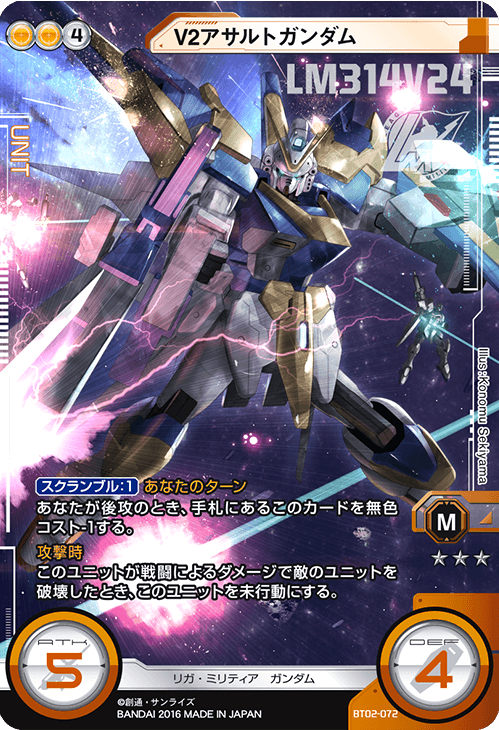 4
V2アサルトガンダム
LM314V24
UNIT
Illus:Konomu Sekiyama
スクランブル:1 あなたのターン
あなたが後攻のとき、手札にあるこのカードを無色
コスト-1する。
攻撃時
このユニットが戦闘によるダメージで敵のユニットを
破壊したとき、このユニットを未行動にする。
M
ATK
5
DEF
4
リガ・ミリティア ガンダム
©創通・サンライズ
BANDAI 2016 MADE IN JAPAN
BT02-072